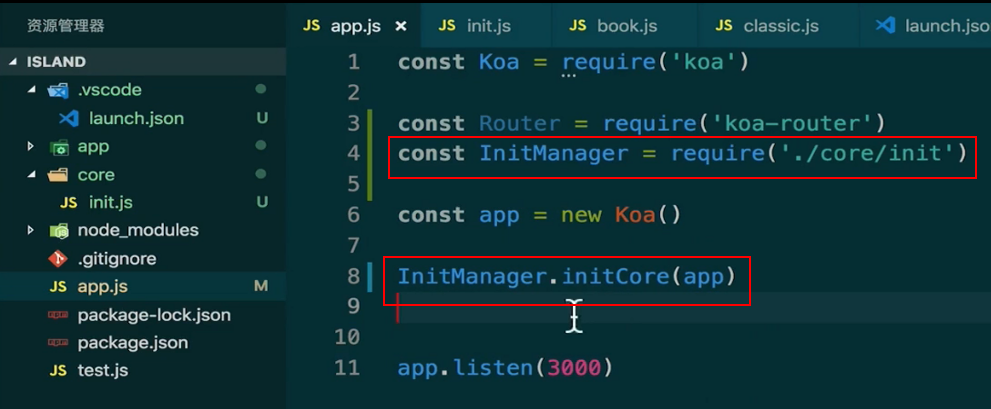 资源管理器
ISLAND
.vscode
launch.json U
app
core
init.js U
node_modules
.gitignore
JS app.js M
package-lock.json
package.json
JS test.js
JS app.js × JS init.js JS book.js JS classic.js launch.jso
1 const Koa = require('koa')
2
3 const Router = require('koa-router')
4 const InitManager = require('./core/init')
5
6 const app = new Koa()
7
8 InitManager.initCore(app)
9
10
11 app.listen(3000)